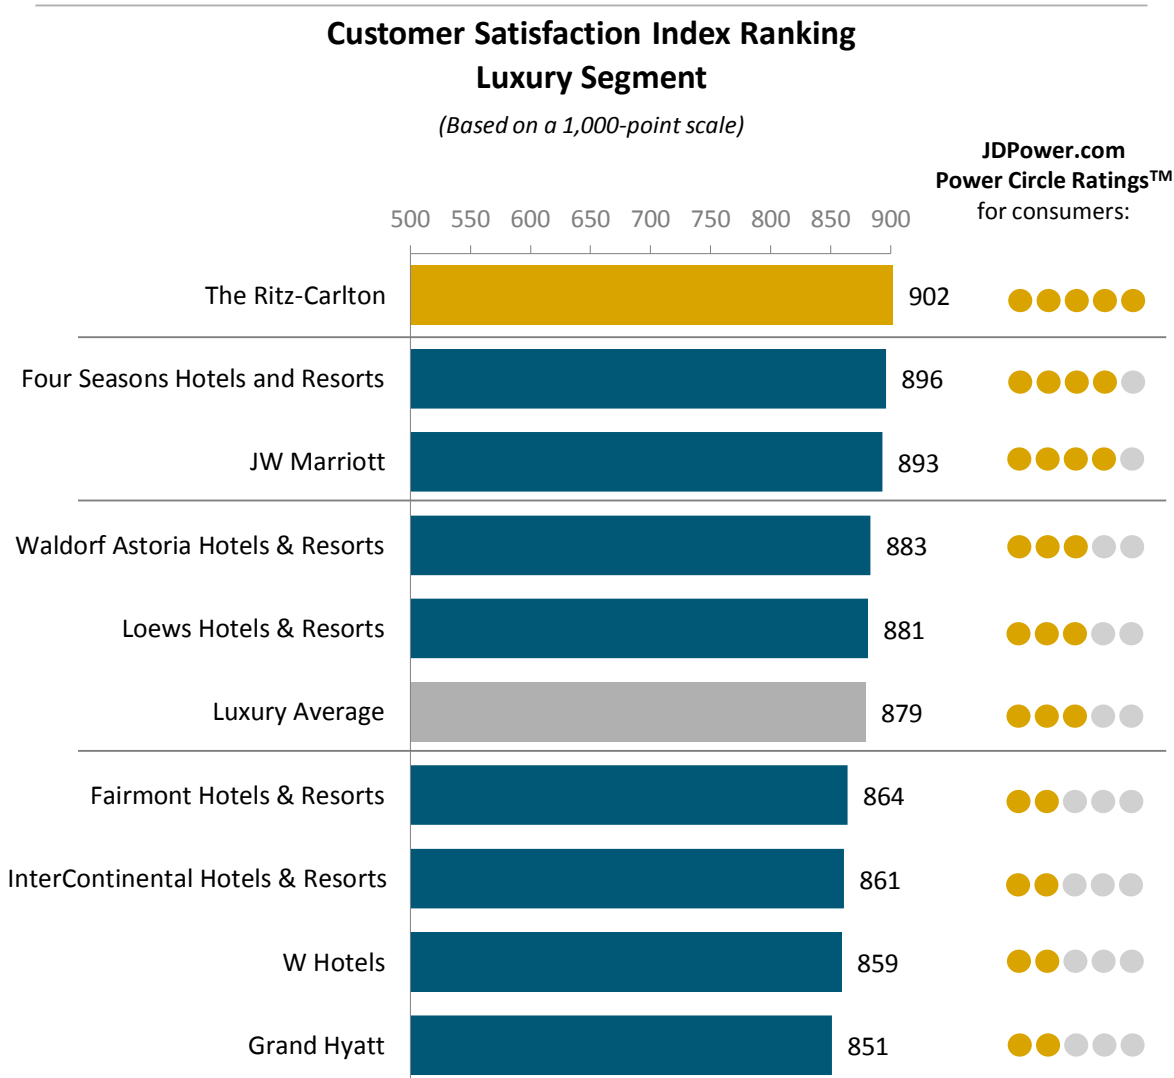 Customer Satisfaction Index Ranking
Luxury Segment
(Based on a 1,000-point scale)
JDPower.com
Power Circle Ratings™
for consumers:
500 550 600 650 700 750 800 850 900
The Ritz-Carlton 902
Four Seasons Hotels and Resorts 896
JW Marriott 893
Waldorf Astoria Hotels & Resorts 883
Loews Hotels & Resorts 881
Luxury Average 879
Fairmont Hotels & Resorts 864
InterContinental Hotels & Resorts 861
W Hotels 859
Grand Hyatt 851